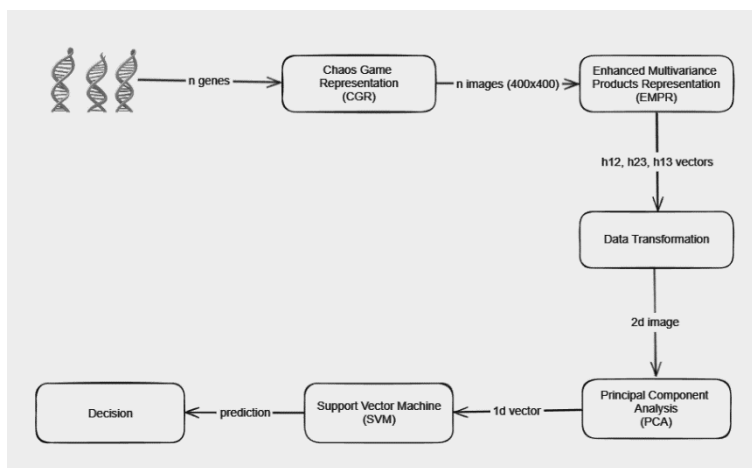 n genes
Chaos Game
Representation
(CGR)
n images (400x400)
Enhanced Multivariance
Products Representation
(EMPR)
h12, h23, h13 vectors
Data Transformation
2d image
Principal Component
Analysis
(PCA)
1d vector
Support Vector Machine
(SVM)
prediction
Decision